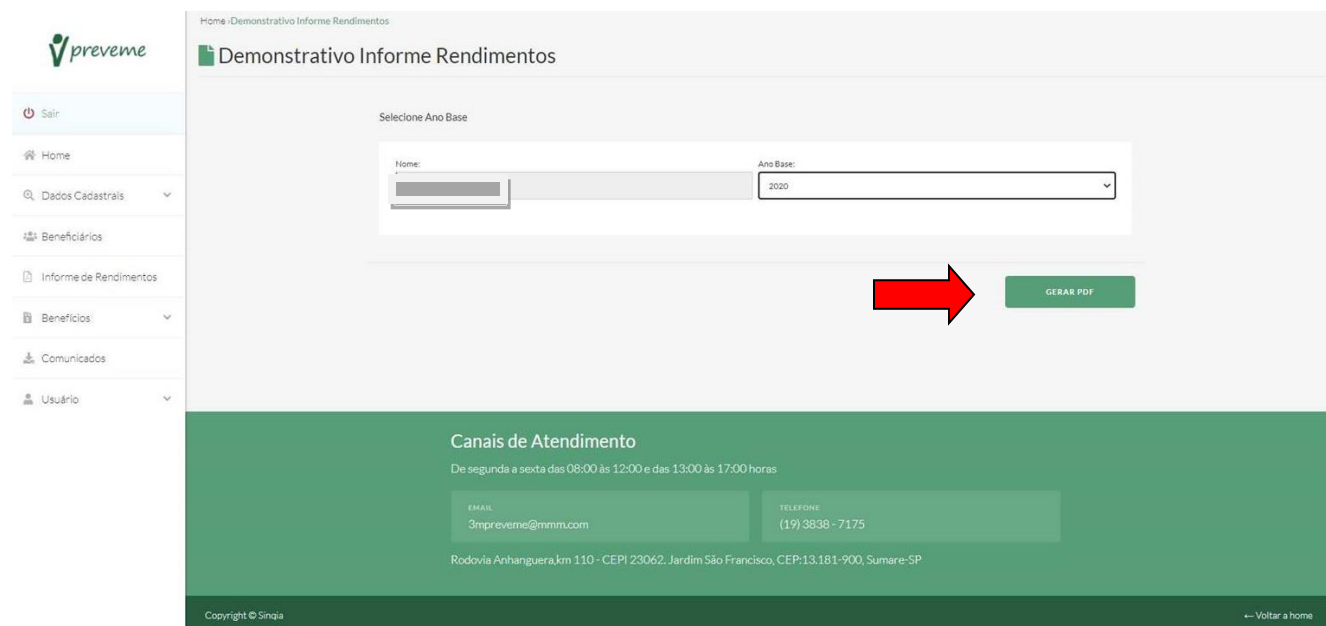 Home ›Demonstrativo Informe Rendimentos
preveme
Demonstrativo Informe Rendimentos
Sair
Home
Dados Cadastrais
Beneficiários
Informe de Rendimentos
Benefícios
Comunicados
Usuário
Selecione Ano Base
Nome:
Ano Base:
2020
GERAR PDF
Canais de Atendimento
De segunda a sexta das 08:00 às 12:00 e das 13:00 às 17:00 horas
EMAIL
3mpreveme@mmm.com
TELEFONE
(19) 3838 - 7175
Rodovia Anhanguera,km 110 - CEPI 23062. Jardim São Francisco, CEP:13.181-900, Sumare-SP
Copyright © Sinqia
← Voltar a home